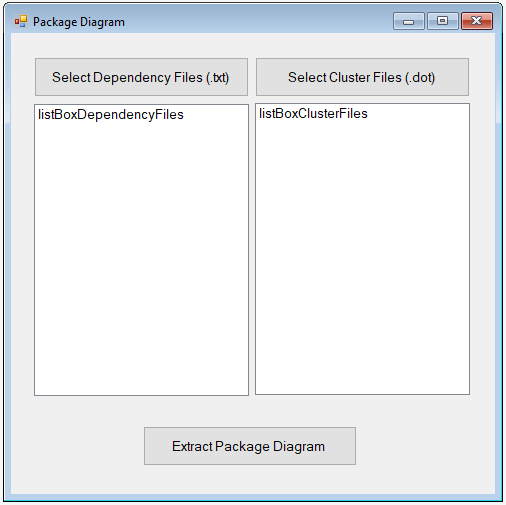 Package Diagram
Select Dependency Files (.txt)
Select Cluster Files (.dot)
listBoxDependencyFiles
listBoxClusterFiles
Extract Package Diagram